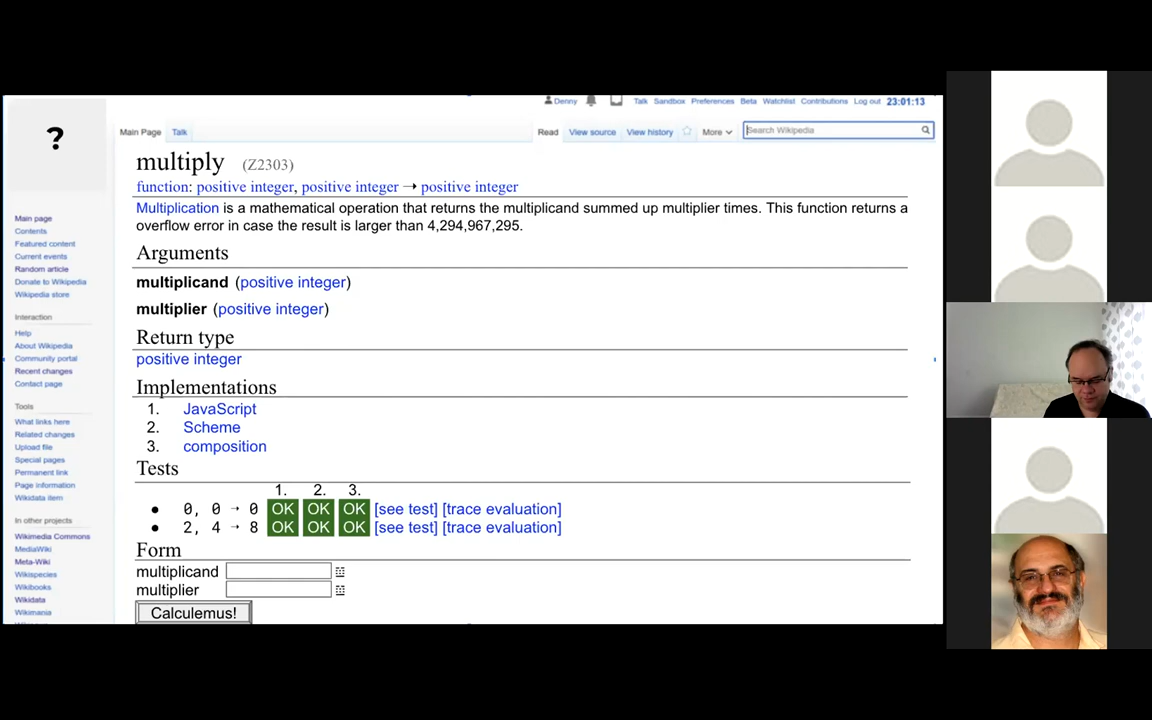 Denny Talk Sandbox Preferences Beta Watchlist Contributions Log out 23:01:13
?
Main Page Talk Read View source View history More Search Wikipedia
multiply (Z2303)
function: positive integer, positive integer → positive integer
Multiplication is a mathematical operation that returns the multiplicand summed up multiplier times. This function returns a
overflow error in case the result is larger than 4,294,967,295.
Arguments
multiplicand (positive integer)
multiplier (positive integer)
Return type
positive integer
Implementations
1. JavaScript
2. Scheme
3. composition
Tests
1. 2. 3.
• 0, 0 → 0 OK OK OK [see test] [trace evaluation]
• 2, 4 → 8 OK OK OK [see test] [trace evaluation]
Form
multiplicand
multiplier
Calculemus!
Main page
Contents
Featured content
Current events
Random article
Donate to Wikipedia
Wikipedia store
Interaction
Help
About Wikipedia
Community portal
Recent changes
Contact page
Tools
What links here
Related changes
Upload file
Special pages
Permanent link
Page information
Wikidata item
In other projects
Wikimedia Commons
MediaWiki
Meta-Wiki
Wikispecies
Wikibooks
Wikidata
Wikimania